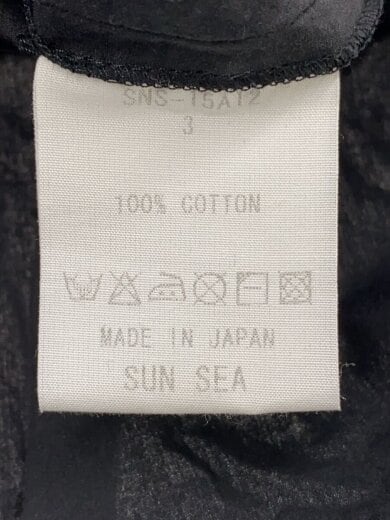 SNS-15A12
3
100% COTTON
MADE IN JAPAN
SUN SEA